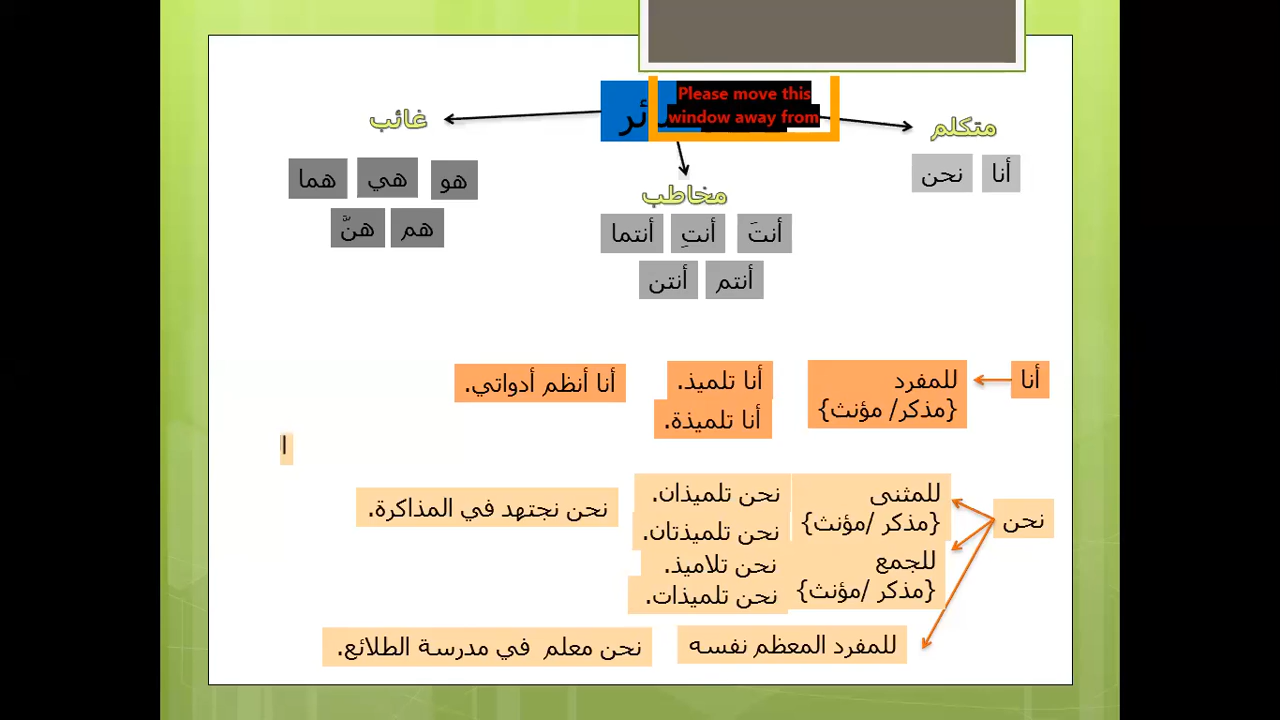 Please move this
window away from
متكلم
أنا نحن
مخاطب
أنتَ أنتِ أنتما
أنتم أنتن
غائب
هو هي هما
هم هنّ
أنا
للمفرد
{مذكر/ مؤنث}
أنا تلميذ.
أنا تلميذة.
أنا أنظم أدواتي.
نحن
للمثنى
{مذكر /مؤنث}
نحن تلميذان.
نحن تلميذتان.
نحن نجتهد في المذاكرة.
للجمع
{مذكر /مؤنث}
نحن تلاميذ.
نحن تلميذات.
للمفرد المعظم نفسه
نحن معلم في مدرسة الطلائع.